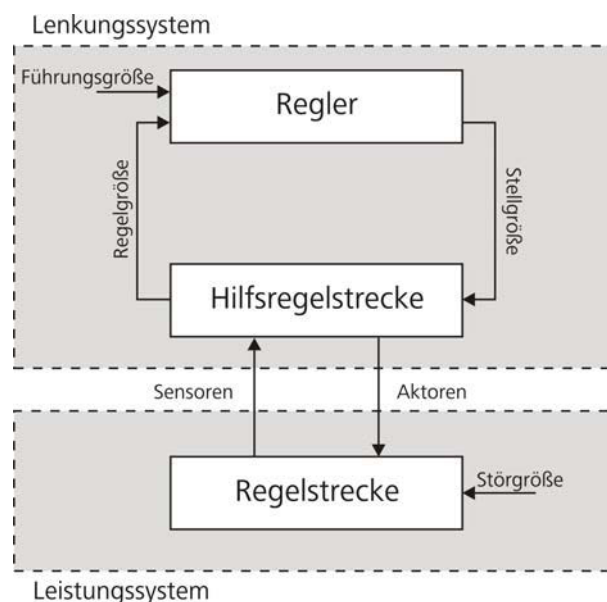 Lenkungssystem
Führungsgröße
Regler
Regelgröße
Stellgröße
Hilfsregelstrecke
Sensoren
Aktoren
Regelstrecke
Störgröße
Leistungssystem